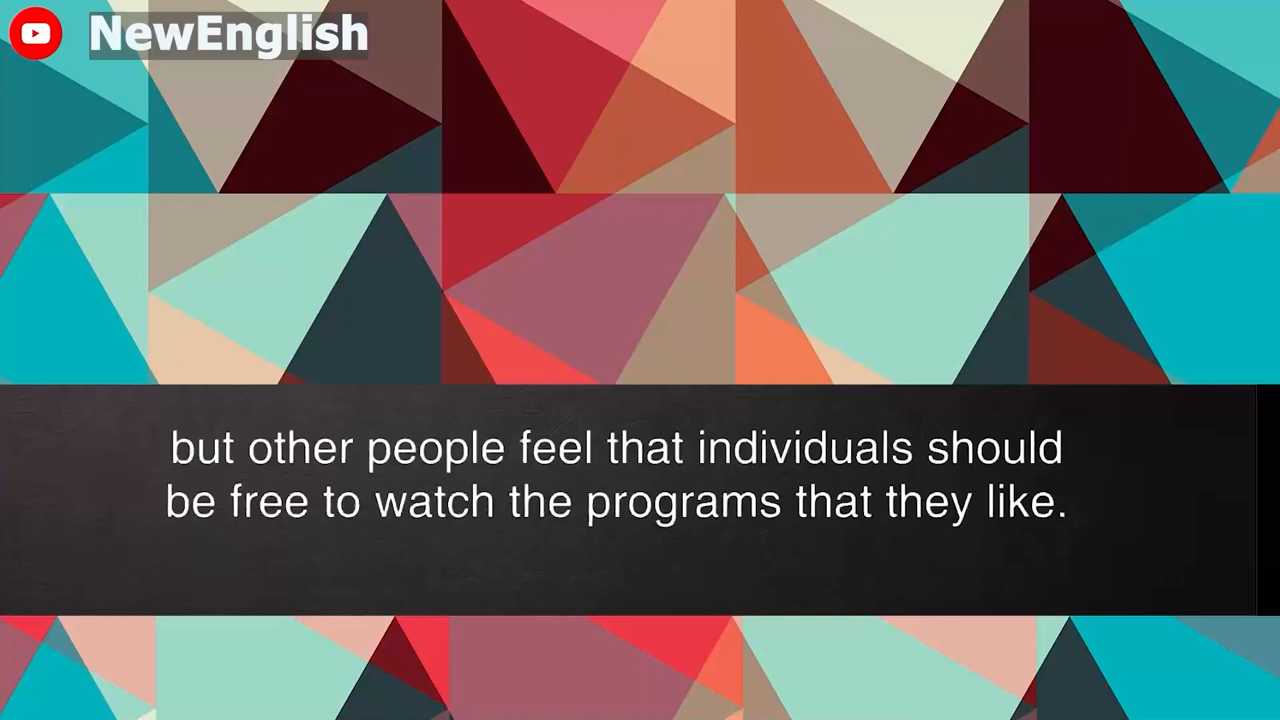 NewEnglish
but other people feel that individuals should
be free to watch the programs that they like.